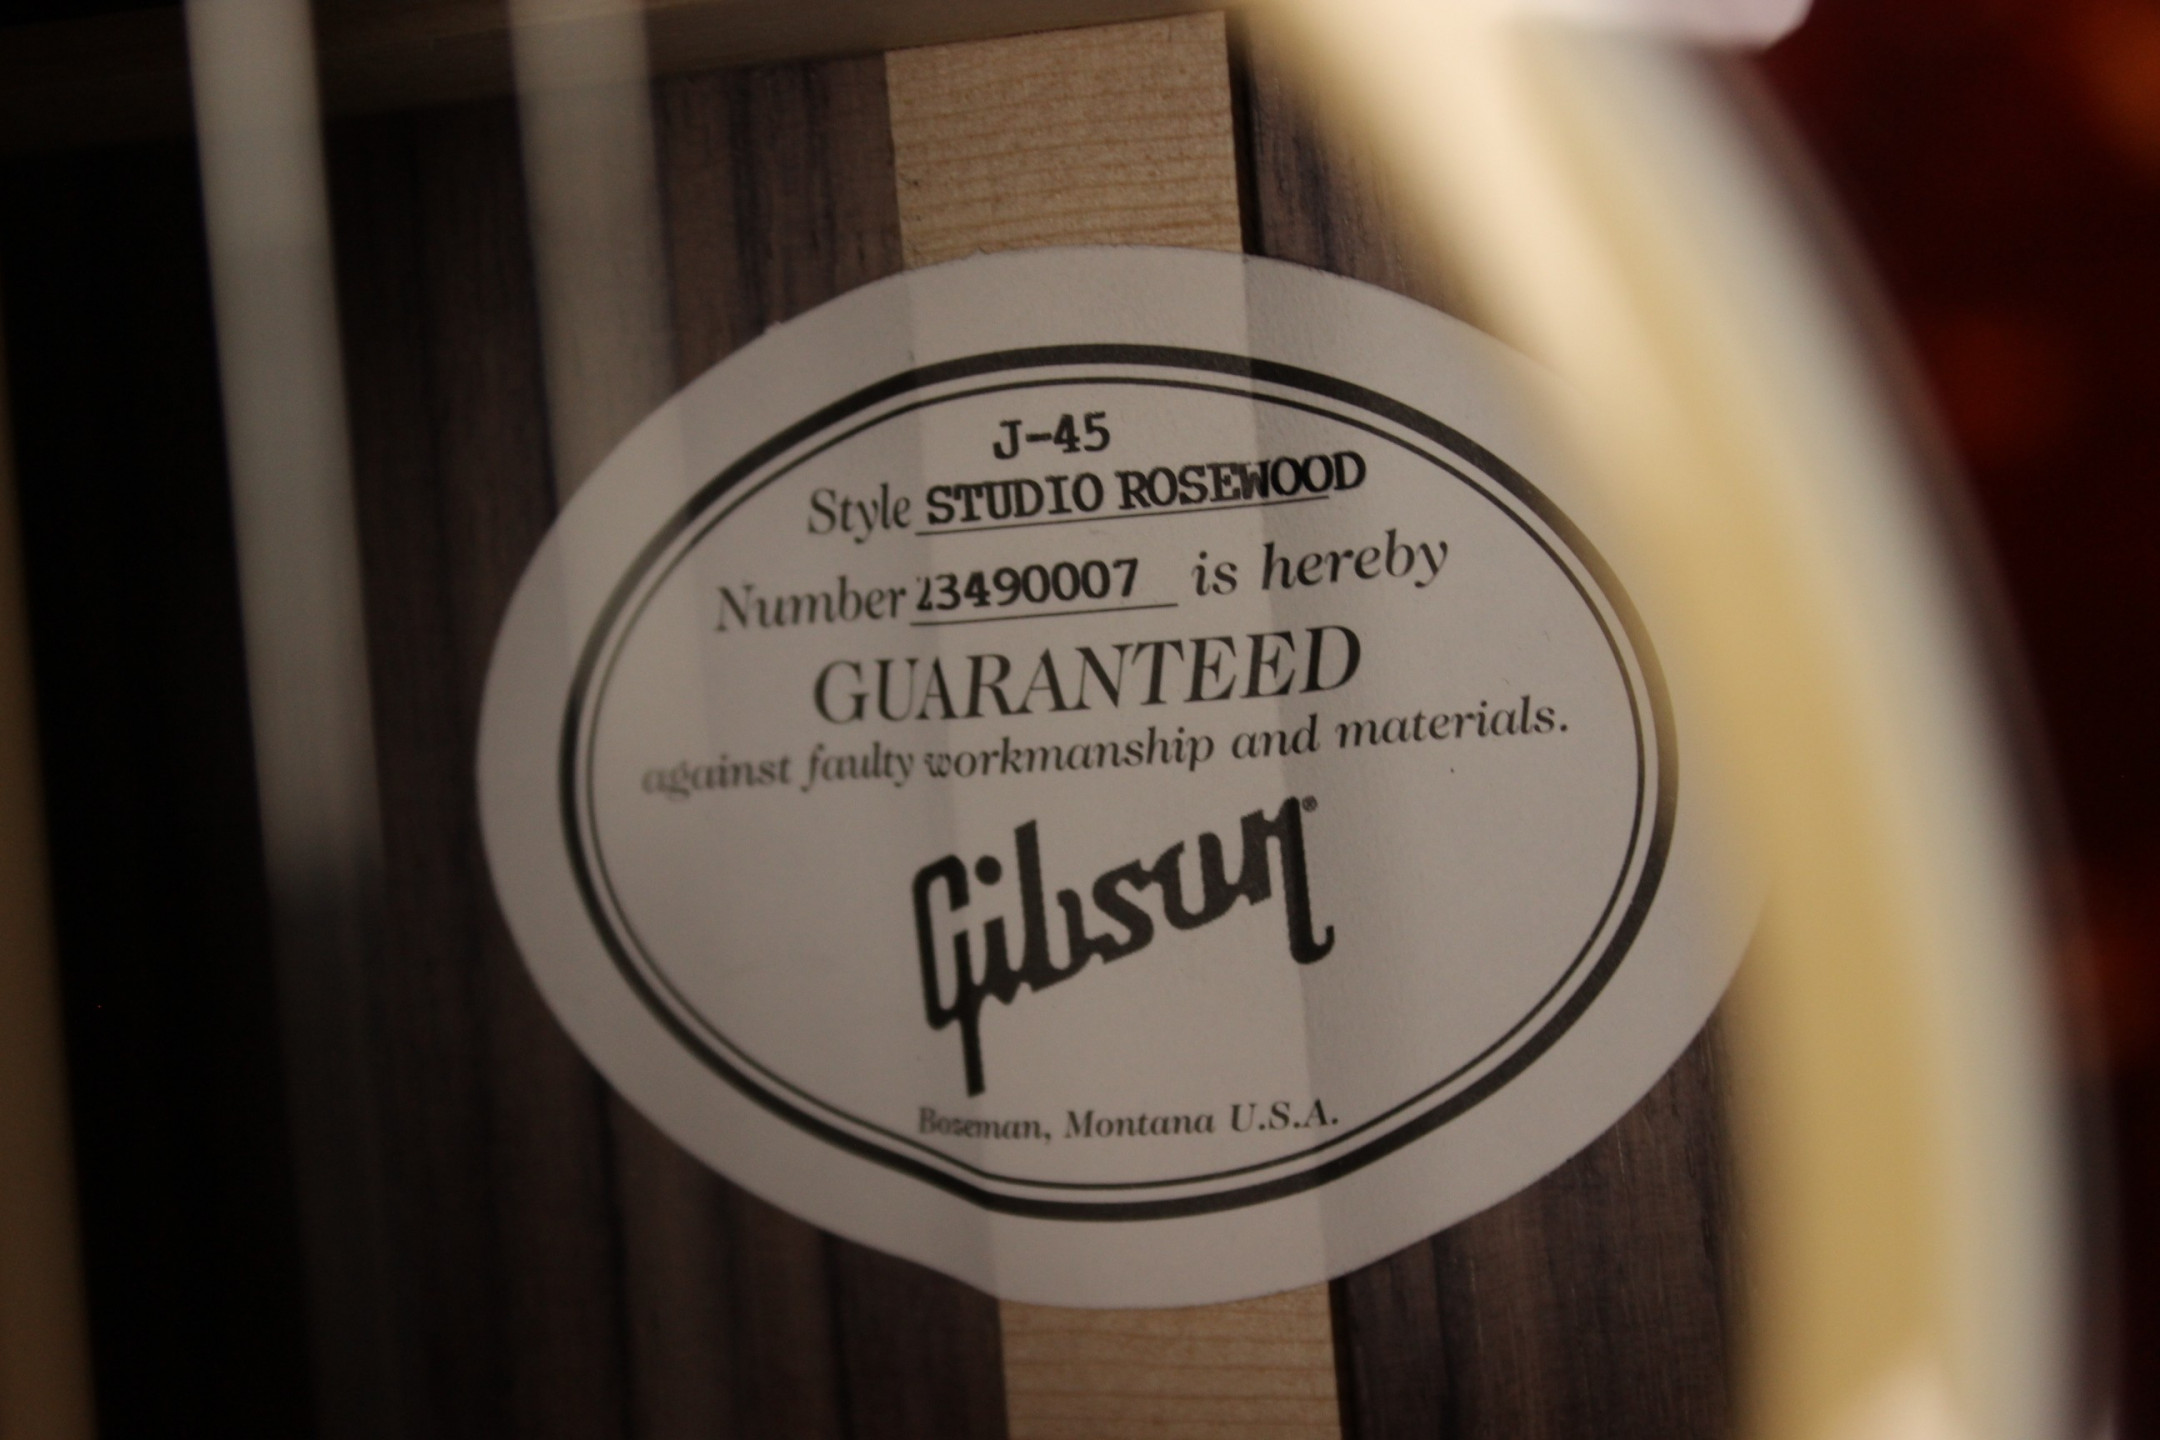 J-45
Style STUDIO ROSEWOOD
Number 23490007 is hereby
GUARANTEED
against faulty workmanship and materials.
Gibson®
Bozeman, Montana U.S.A.